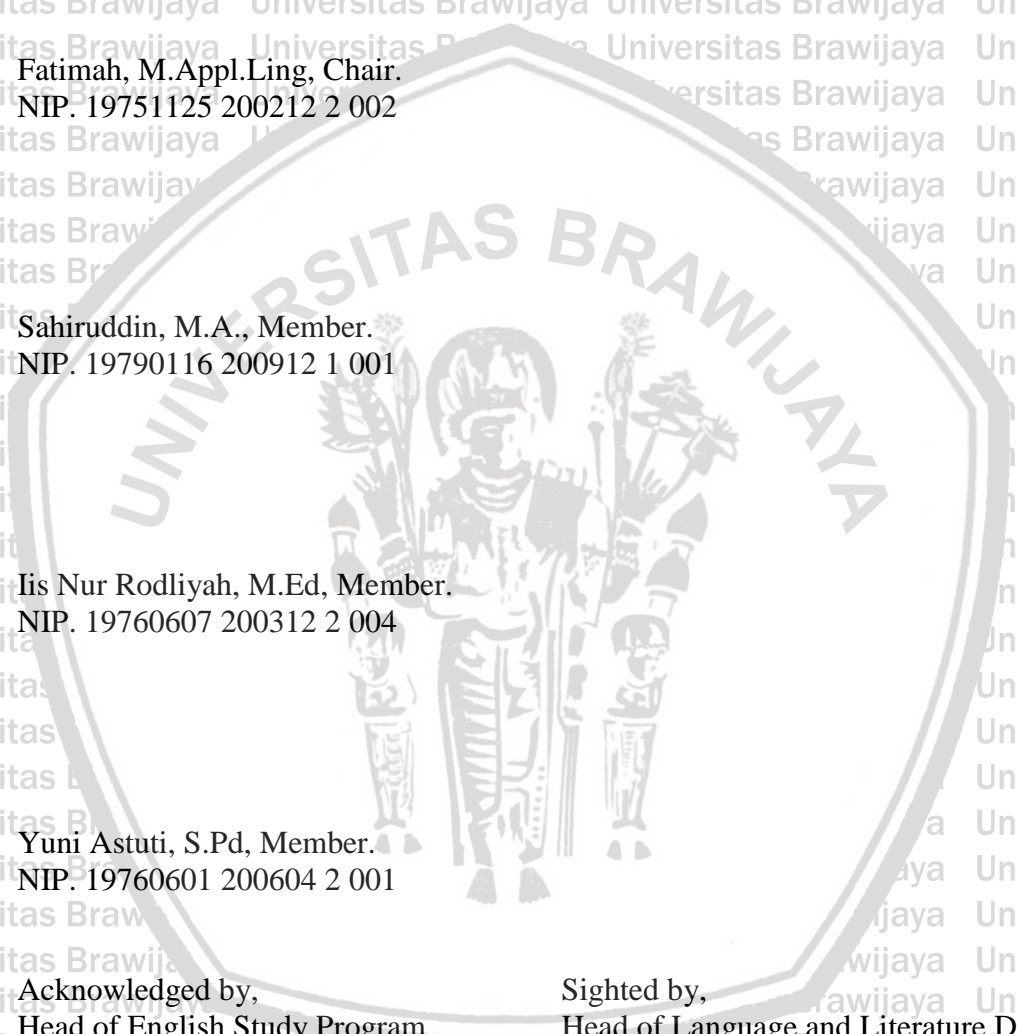 Fatimah, M.Appl.Ling, Chair.
NIP. 19751125 200212 2 002
UNIVERSITAS BRAWIJAYA
Sahiruddin, M.A., Member.
NIP. 19790116 200912 1 001
Iis Nur Rodliyah, M.Ed, Member.
NIP. 19760607 200312 2 004
Yuni Astuti, S.Pd, Member.
NIP. 19760601 200604 2 001
Acknowledged by, Sighted by,
Head of English Study Program Head of Language and Literature D